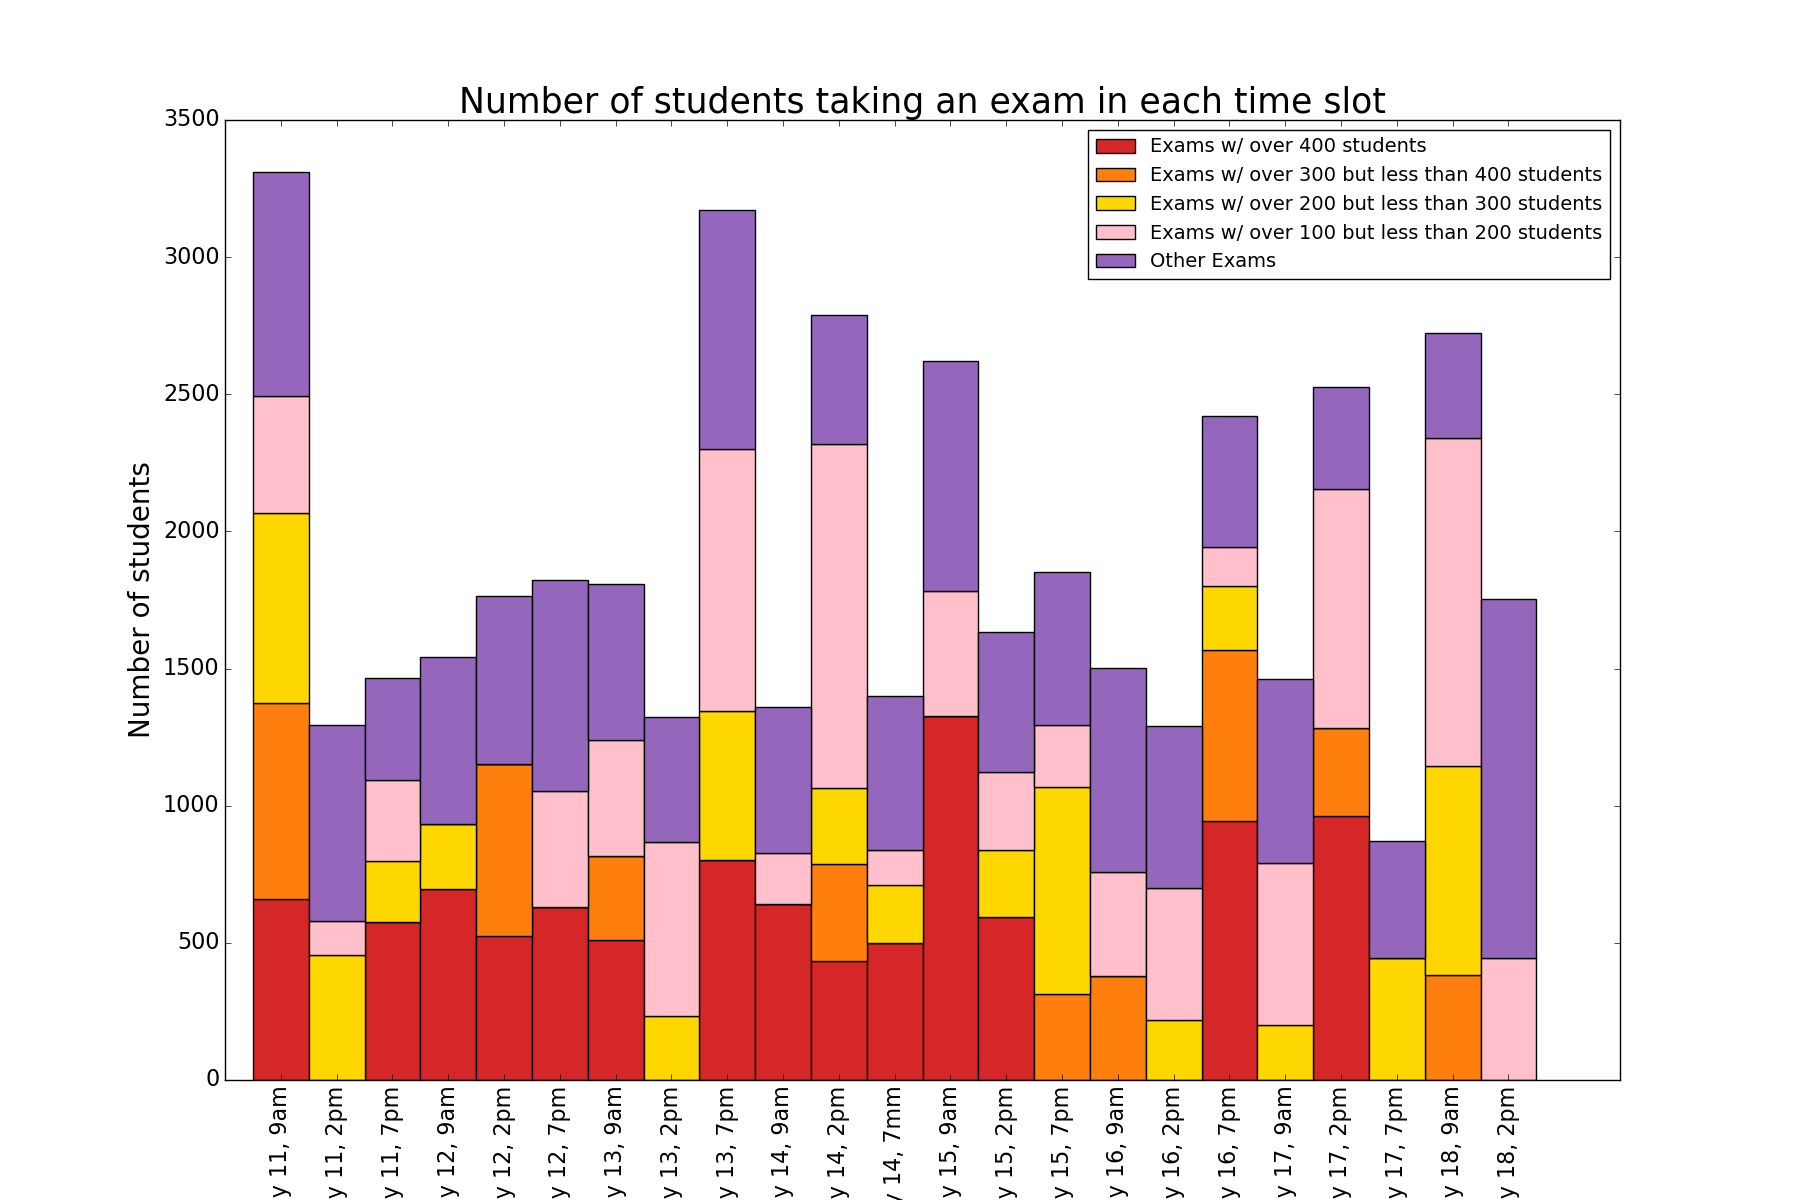 Number of students taking an exam in each time slot
Exams w/ over 400 students
Exams w/ over 300 but less than 400 students
Exams w/ over 200 but less than 300 students
Exams w/ over 100 but less than 200 students
Other Exams
Number of students
3500
3000
2500
2000
1500
1000
500
0
y 11, 9am
y 11, 2pm
y 11, 7pm
y 12, 9am
y 12, 2pm
y 12, 7pm
y 13, 9am
y 13, 2pm
y 13, 7pm
y 14, 9am
y 14, 2pm
y 14, 7mm
y 15, 9am
y 15, 2pm
y 15, 7pm
y 16, 9am
y 16, 2pm
y 16, 7pm
y 17, 9am
y 17, 2pm
y 17, 7pm
y 18, 9am
y 18, 2pm